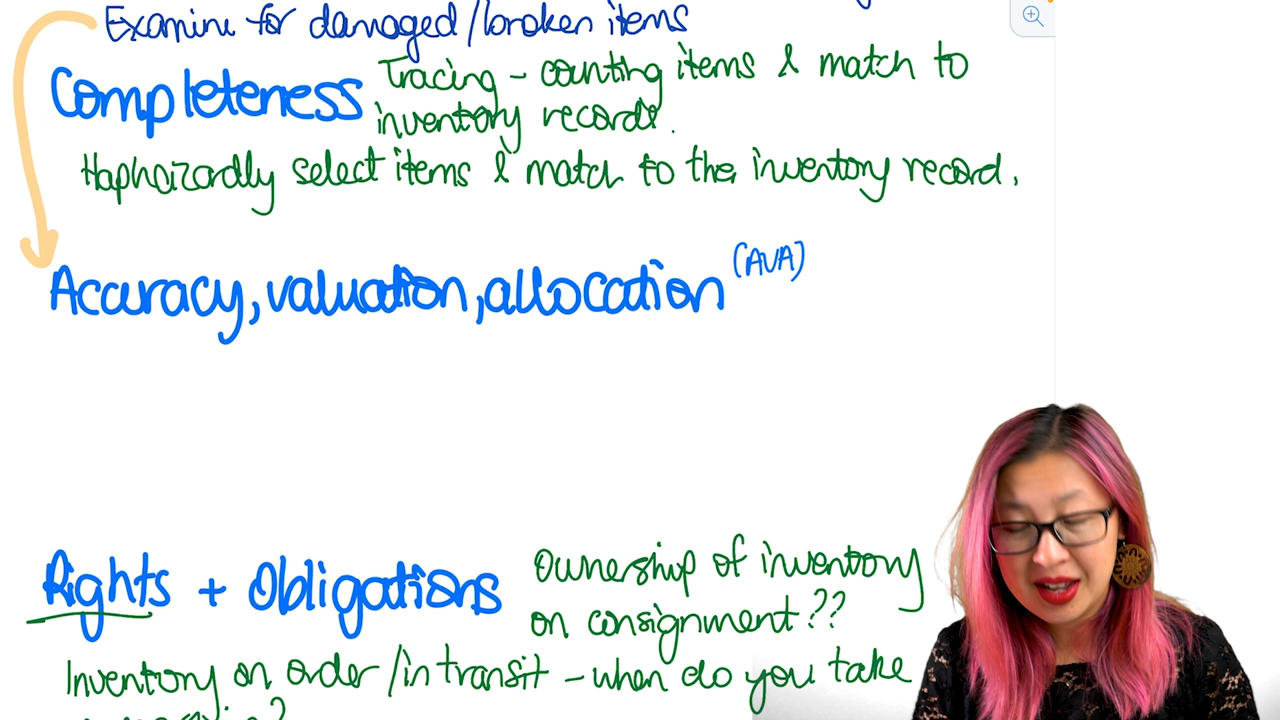 Examine for damaged/broken items
Completeness Tracing - counting items & match to
inventory records.
Haphazardly select items & match to the inventory record.
Accuracy, valuation, allocation (AVA)
Rights + Obligations Ownership of inventory
on consignment??
Inventory on order/in transit - when do you take